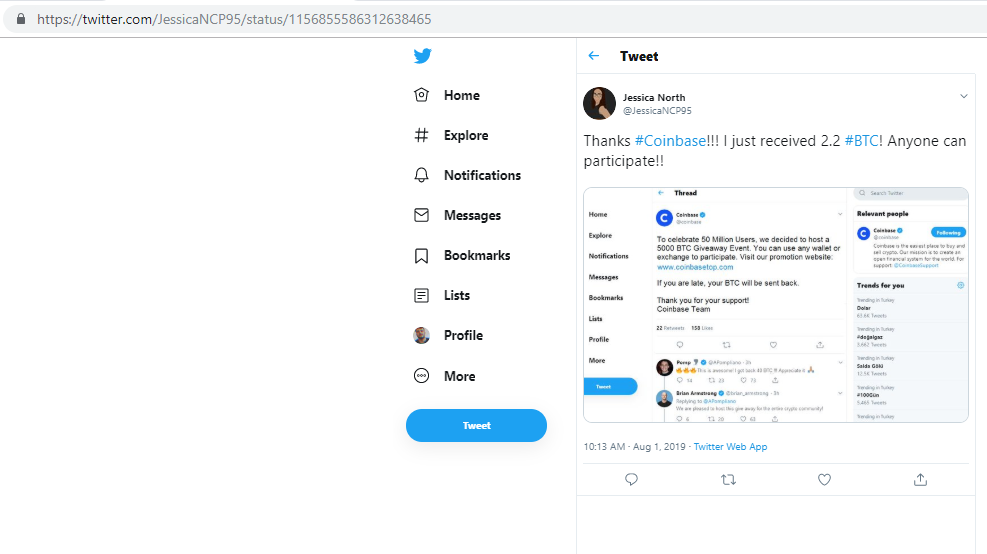 https://twitter.com/JessicaNCP95/status/1156855586312638465
Home
Explore
Notifications
Messages
Bookmarks
Lists
Profile
More
Tweet
Tweet
Jessica North
@JessicaNCP95
Thanks #Coinbase!!! I just received 2.2 #BTC! Anyone can
participate!!
Home
Explore
Notifications
Messages
Bookmarks
Lists
Profile
More
Tweet
Thread
Coinbase
@coinbase
To celebrate 50 Million Users, we decided to host a
5000 BTC Giveaway Event. You can use any wallet or
exchange to participate. Visit our promotion website:
www.coinbasetop.com
If you are late, your BTC will be sent back.
Thank you for your support!
Coinbase Team
22 Retweets 158 Likes
Pomp @APompliano · 3h
This is awesome! I got back 40 BTC,!!! Appreciate it
14 20 73
Brian Armstrong @brian_armstrong · 3h
Replying to @APompliano
We are pleased to host this give away for the entire crypto community!
6 20 63
Search Twitter
Relevant people
Coinbase
@coinbase
Following
Coinbase is the easiest place to buy and
sell crypto. Our mission is to create an
open financial system for the world. For
support: @CoinbaseSupport
Trends for you
Trending in Turkey
Dolar
63.6K Tweets
Trending in Turkey
#doğalgaz
5,662 Tweets
Trending in Turkey
Salda Gölü
12.5K Tweets
Trending in Turkey
#100Gün
5,465 Tweets
Trending in Turkey
10:13 AM · Aug 1, 2019 · Twitter Web App